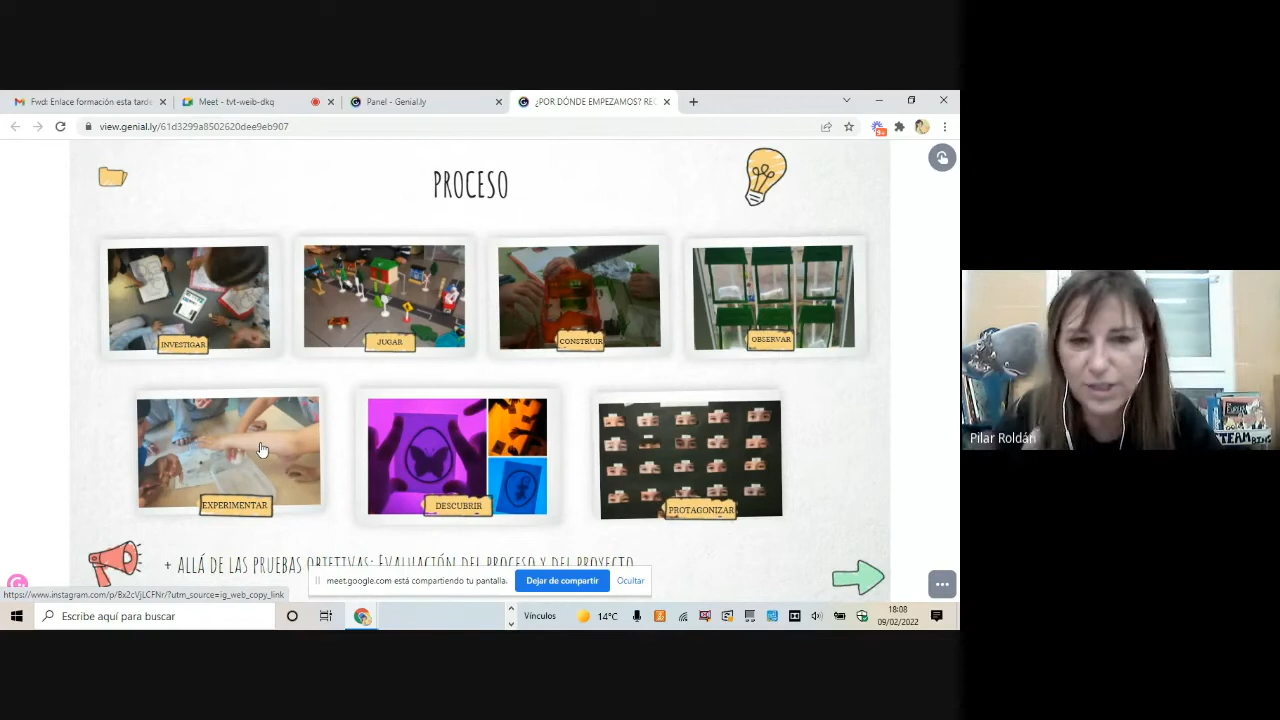 Fwd: Enlace formación esta tarde
Meet - tvt-weib-dkq
Panel - Genial.ly
¿POR DÓNDE EMPEZAMOS? REC
view.genial.ly/61d3299a8502620dee9eb907
9+
PROCESO
INVESTIGAR
JUGAR
CONSTRUIR
OBSERVAR
EXPERIMENTAR
DESCUBRIR
PROTAGONIZAR
+ ALLÁ DE LAS PRUEBAS OBJETIVAS: EVALUACIÓN DEL PROCESO Y DEL PROYECTO
meet.google.com está compartiendo tu pantalla.
Dejar de compartir
Ocultar
https://www.instagram.com/p/Bx2cVjLCFNr/?utm_source=ig_web_copy_link
Escribe aquí para buscar
Vínculos
14°C
18:08
09/02/2022
Pilar Roldán